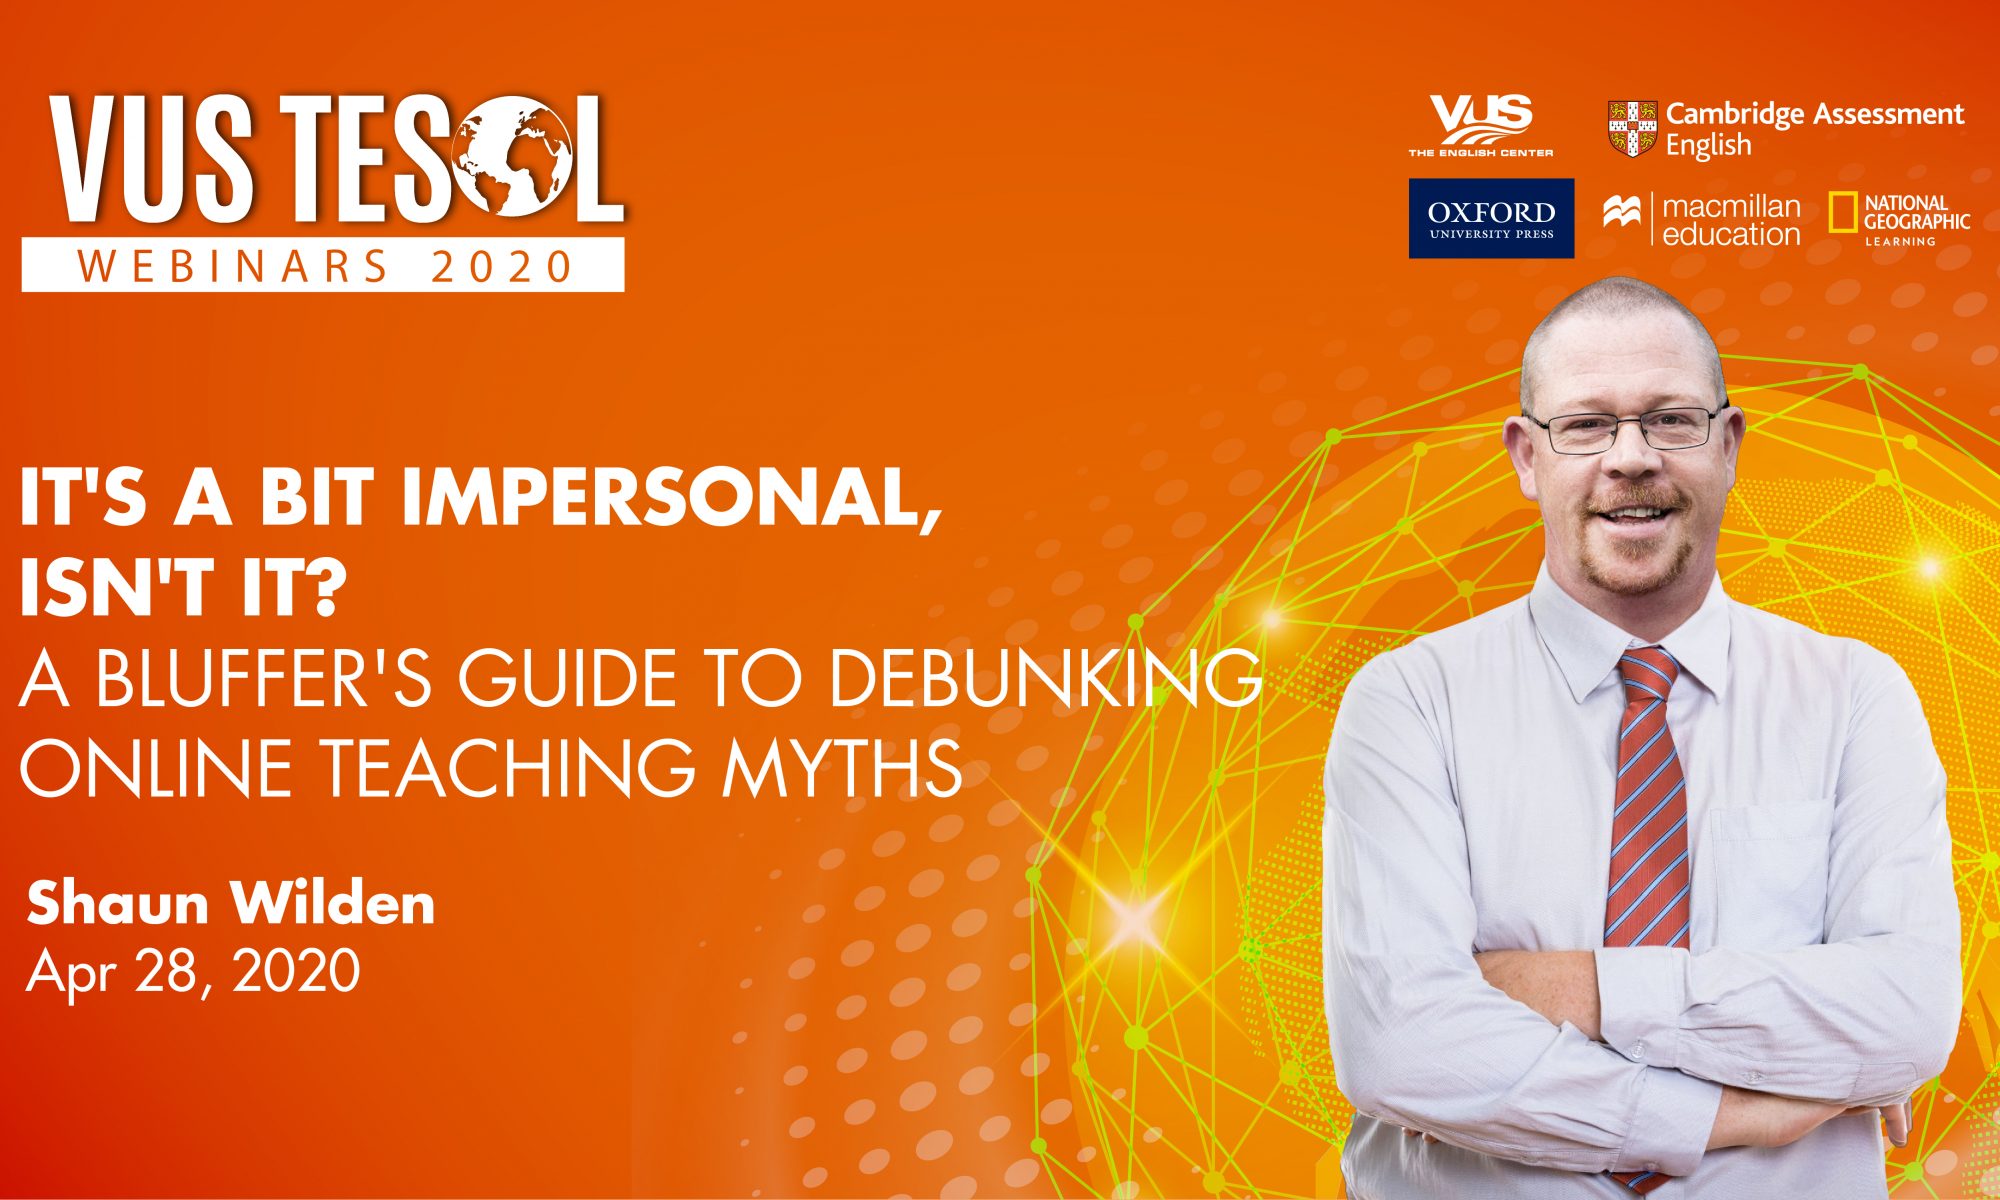 VUS TESOL
WEBINARS 2020
VUS
THE ENGLISH CENTER
Cambridge Assessment
English
OXFORD
UNIVERSITY PRESS
macmillan
education
NATIONAL
GEOGRAPHIC
LEARNING
IT'S A BIT IMPERSONAL,
ISN'T IT?
A BLUFFER'S GUIDE TO DEBUNKING
ONLINE TEACHING MYTHS
Shaun Wilden
Apr 28, 2020